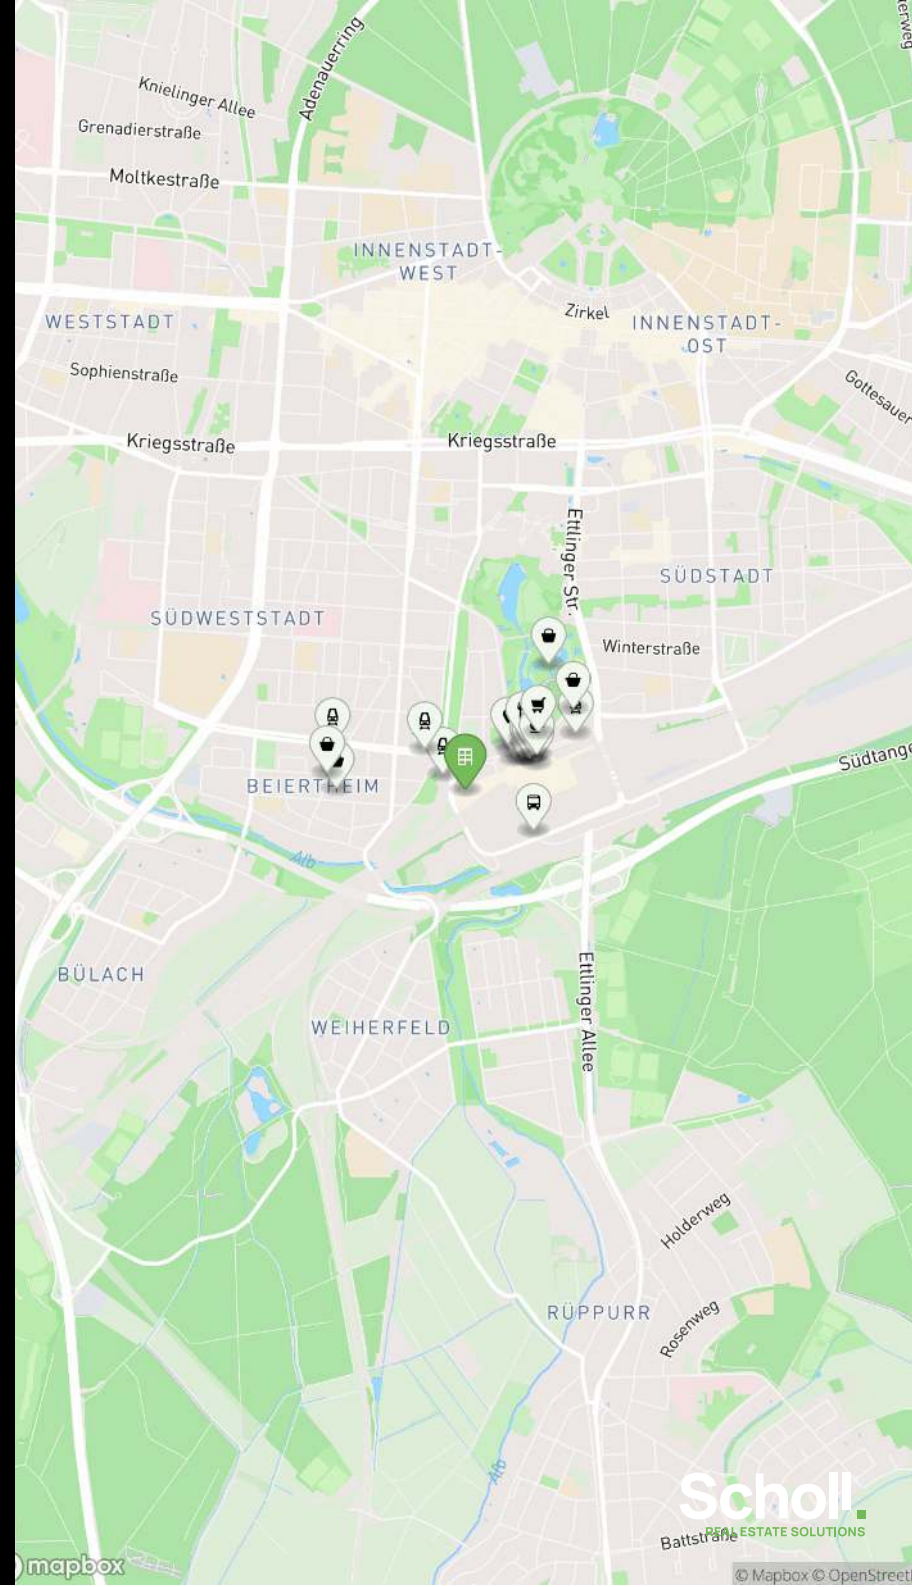 Adenauerring
Knielinger Allee
Grenadierstraße
Moltkestraße
INNENSTADT-
WEST
Zirkel
WESTSTADT
INNENSTADT-
OST
Sophienstraße
Gottesauer
Kriegsstraße
Kriegsstraße
Ettlinger Str.
SÜDSTADT
SÜDWESTSTADT
Winterstraße
Südtange
BEIERTHEIM
Alb
Ettlinger Allee
BÜLACH
WEIHERFELD
Holderweg
RÜPPURR
Rosenweg
Alb
Scholl.
REAL ESTATE SOLUTIONS
Battstraße
mapbox
© Mapbox © OpenStreet